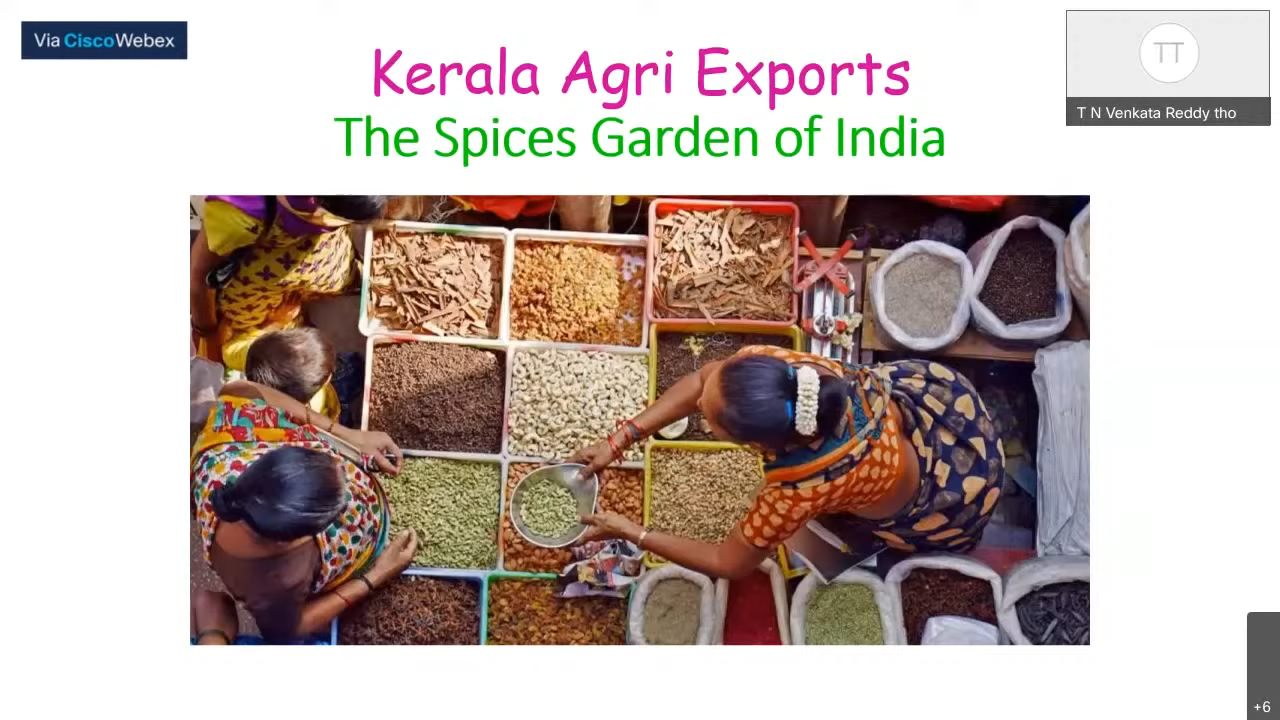 Via CiscoWebex
Kerala Agri Exports
The Spices Garden of India
TT
T N Venkata Reddy tho
+6